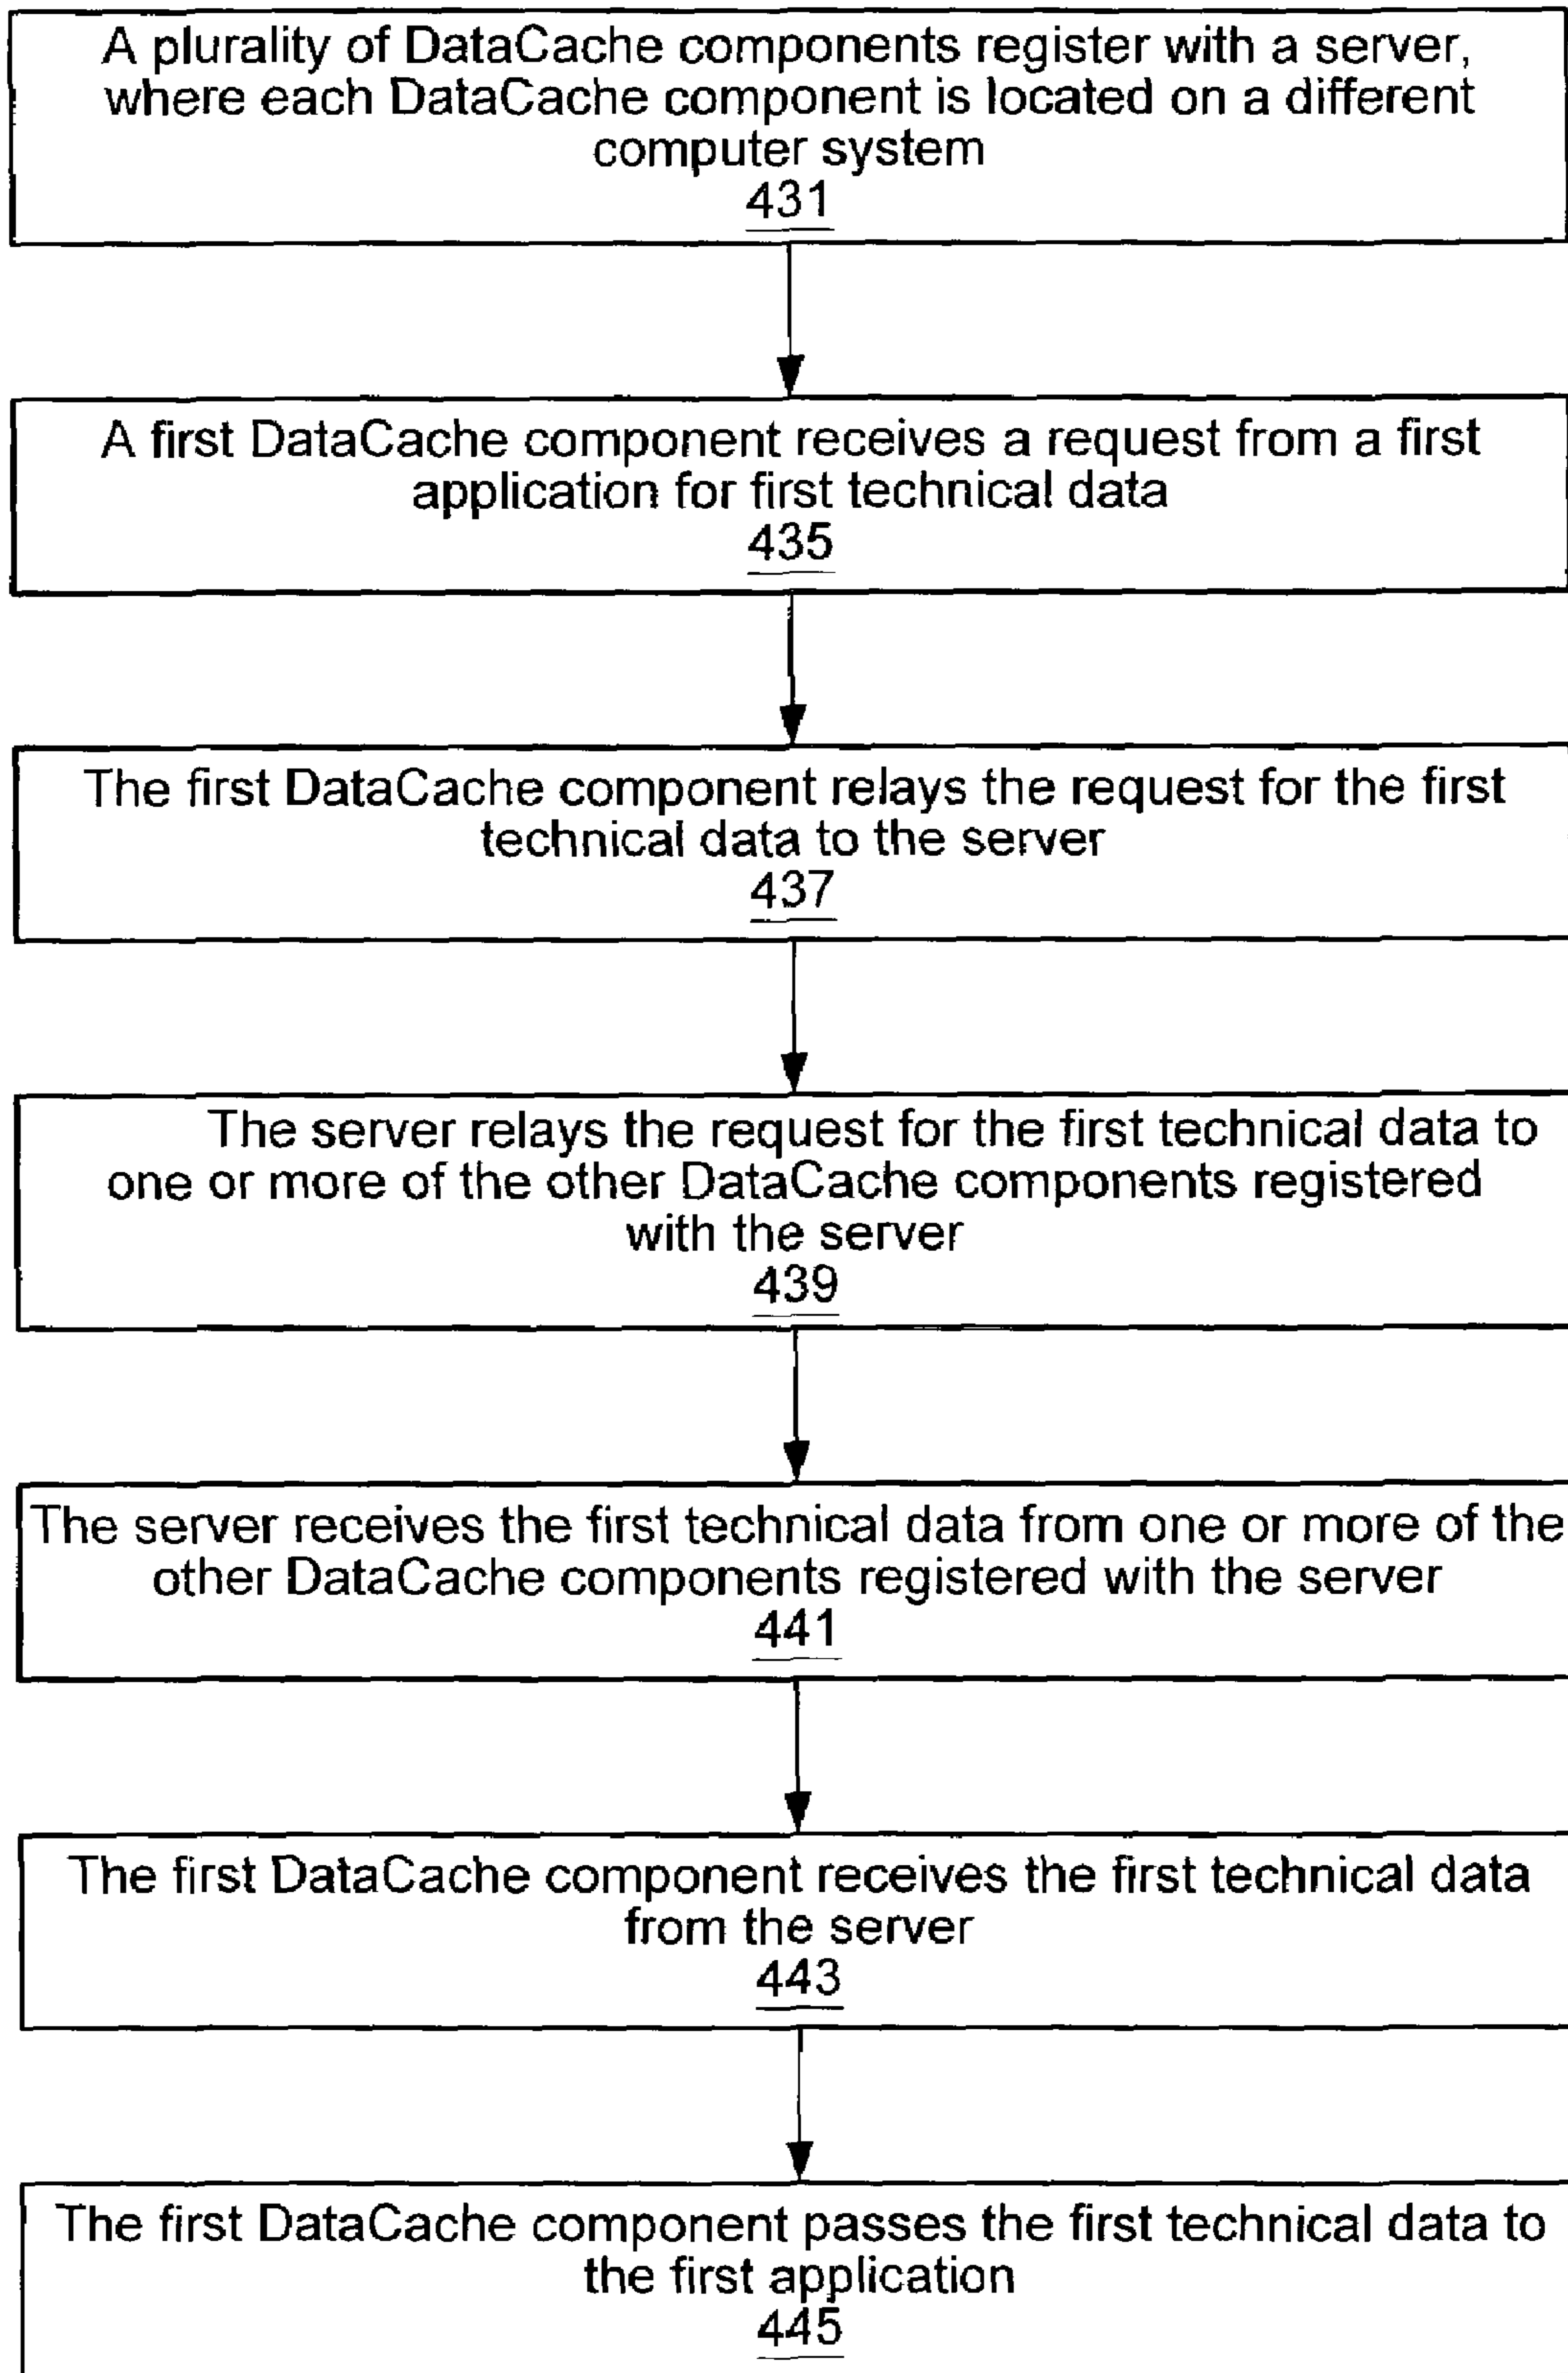 A plurality of DataCache components register with a server,
where each DataCache component is located on a different
computer system
431
A first DataCache component receives a request from a first
application for first technical data
435
The first DataCache component relays the request for the first
technical data to the server
437
The server relays the request for the first technical data to
one or more of the other DataCache components registered
with the server
439
The server receives the first technical data from one or more of the
other DataCache components registered with the server
441
The first DataCache component receives the first technical data
from the server
443
The first DataCache component passes the first technical data to
the first application
445